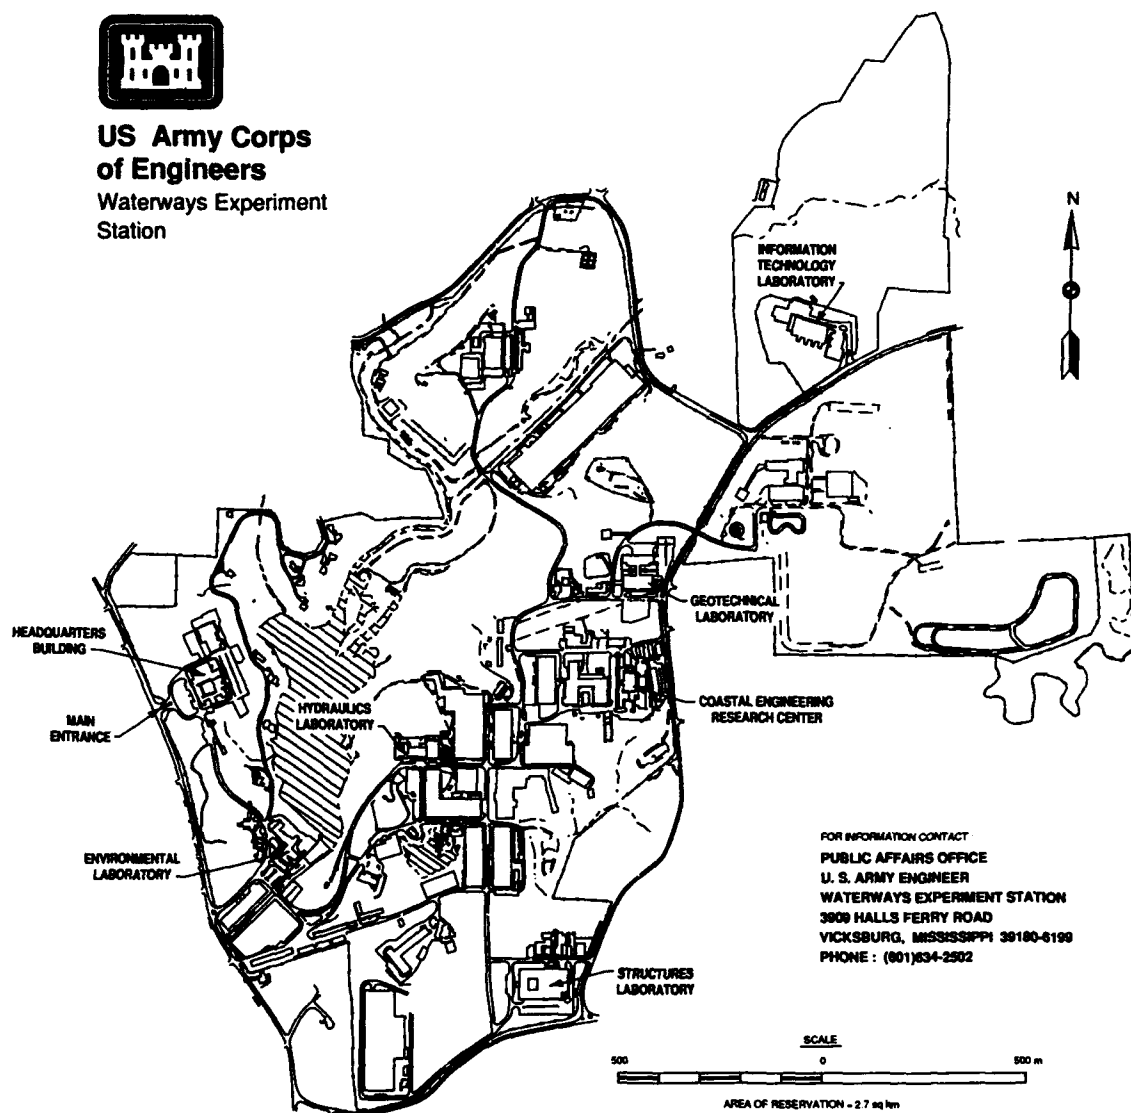 US Army Corps
of Engineers
Waterways Experiment
Station
N
INFORMATION
TECHNOLOGY
LABORATORY
GEOTECHNICAL
LABORATORY
HEADQUARTERS
BUILDING
MAIN
ENTRANCE
HYDRAULICS
LABORATORY
COASTAL ENGINEERING
RESEARCH CENTER
ENVIRONMENTAL
LABORATORY
STRUCTURES
LABORATORY
FOR INFORMATION CONTACT
PUBLIC AFFAIRS OFFICE
U. S. ARMY ENGINEER
WATERWAYS EXPERIMENT STATION
3909 HALLS FERRY ROAD
VICKSBURG, MISSISSIPPI 39180-6199
PHONE : (601)634-2502
SCALE
500 0 500 m
AREA OF RESERVATION = 2.7 sq km